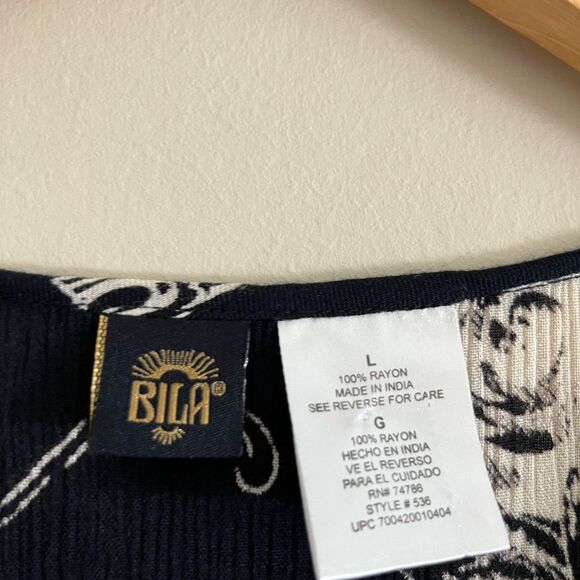 BILA®
L
100% RAYON
MADE IN INDIA
SEE REVERSE FOR CARE
G
100% RAYON
HECHO EN INDIA
VE EL REVERSO
PARA EL CUIDADO
RN# 74786
STYLE # 536
UPC 700420010404